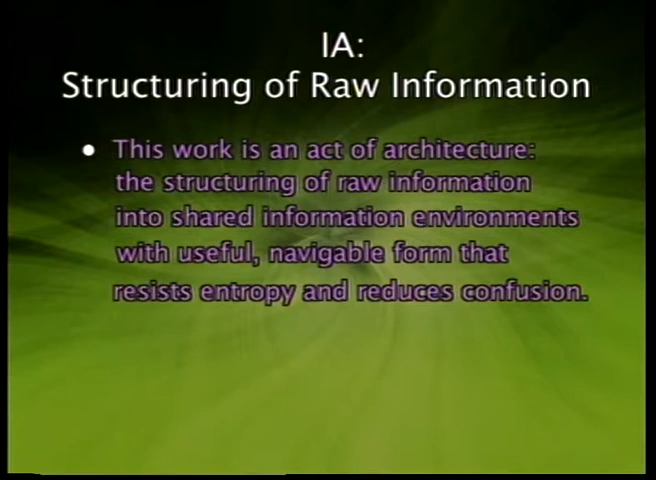 IA:
Structuring of Raw Information
• This work is an act of architecture:
the structuring of raw information
into shared information environments
with useful, navigable form that
resists entropy and reduces confusion.